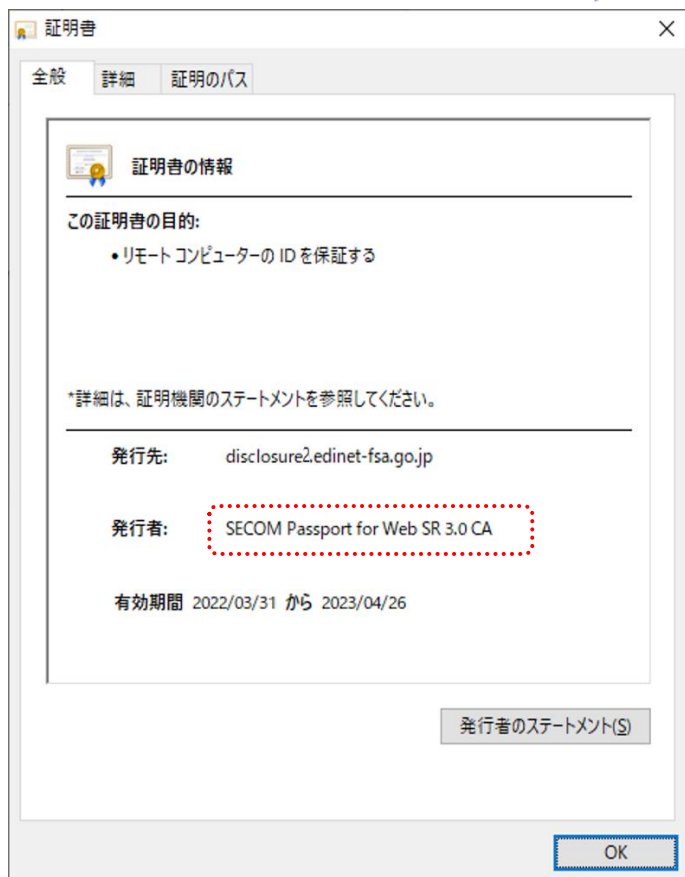 証明書
全般 詳細 証明のパス
証明書の情報
この証明書の目的:
• リモート コンピューターの ID を保証する
*詳細は、証明機関のステートメントを参照してください。
発行先: disclosure2.edinet-fsa.go.jp
発行者: SECOM Passport for Web SR 3.0 CA
有効期間 2022/03/31 から 2023/04/26
発行者のステートメント(S)
OK